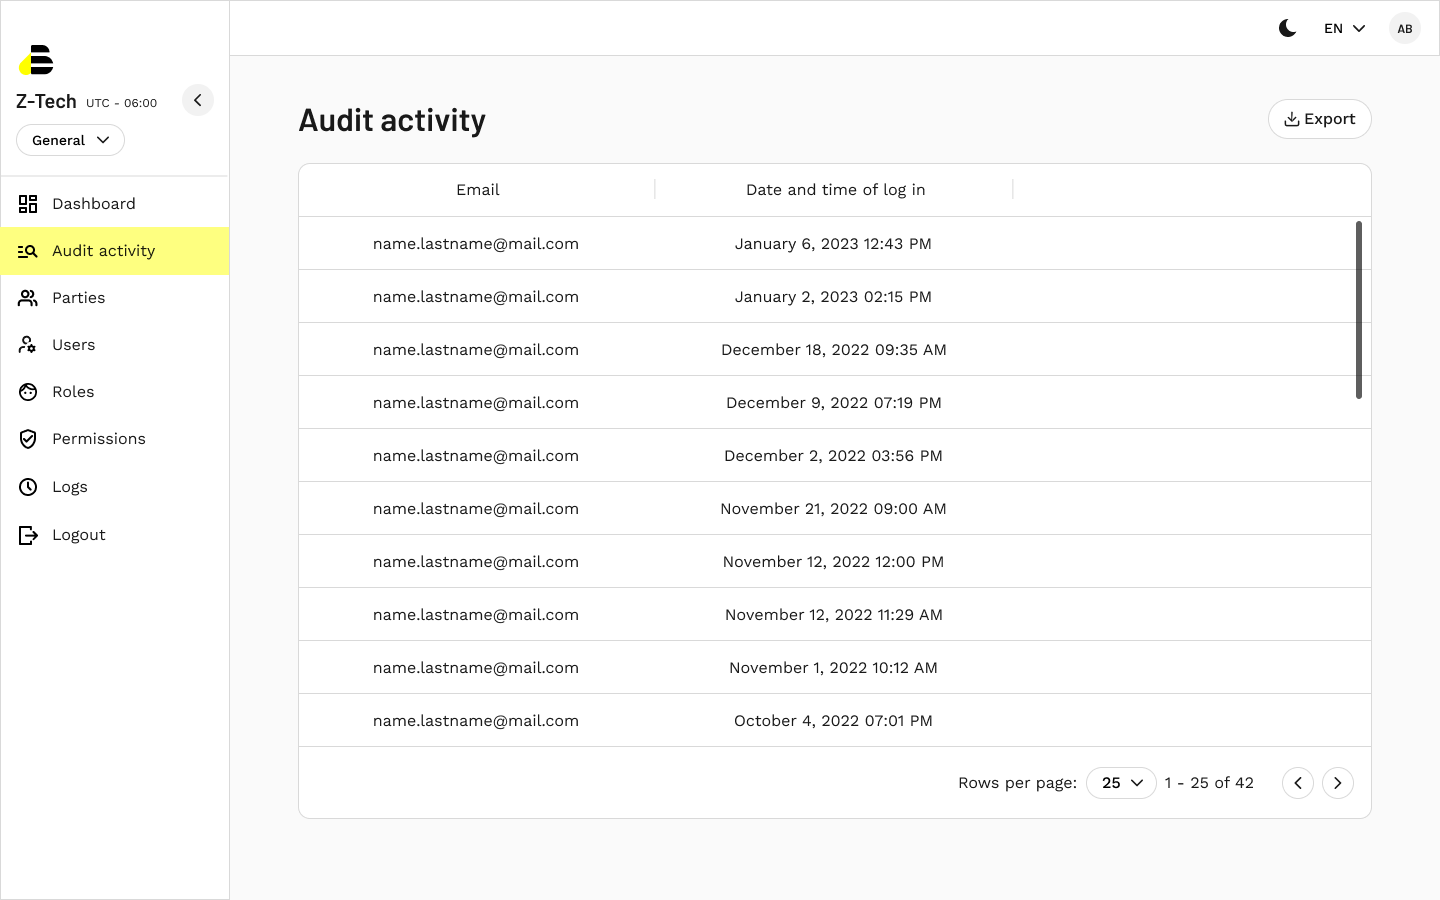 EN
AB
Z-Tech UTC - 06:00
General
Dashboard
Audit activity
Parties
Users
Roles
Permissions
Logs
Logout
Audit activity
Export
Email Date and time of log in
name.lastname@mail.com January 6, 2023 12:43 PM
name.lastname@mail.com January 2, 2023 02:15 PM
name.lastname@mail.com December 18, 2022 09:35 AM
name.lastname@mail.com December 9, 2022 07:19 PM
name.lastname@mail.com December 2, 2022 03:56 PM
name.lastname@mail.com November 21, 2022 09:00 AM
name.lastname@mail.com November 12, 2022 12:00 PM
name.lastname@mail.com November 12, 2022 11:29 AM
name.lastname@mail.com November 1, 2022 10:12 AM
name.lastname@mail.com October 4, 2022 07:01 PM
Rows per page: 25 1 - 25 of 42